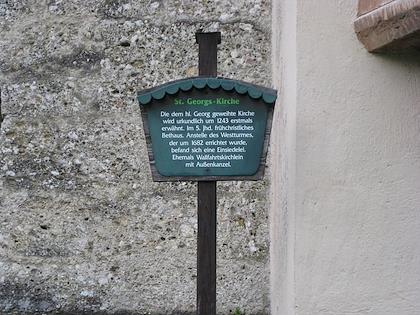 St. Georgs-Kirche
Die dem hl. Georg geweihte Kirche
wird urkundlich um 1243 erstmals
erwähnt. Im 5. Jhd. frühchristliches
Bethaus. Anstelle des Westturmes,
der um 1682 errichtet wurde,
befand sich eine Einsiedelei.
Ehemals Wallfahrtskirchlein
mit Außenkanzel.